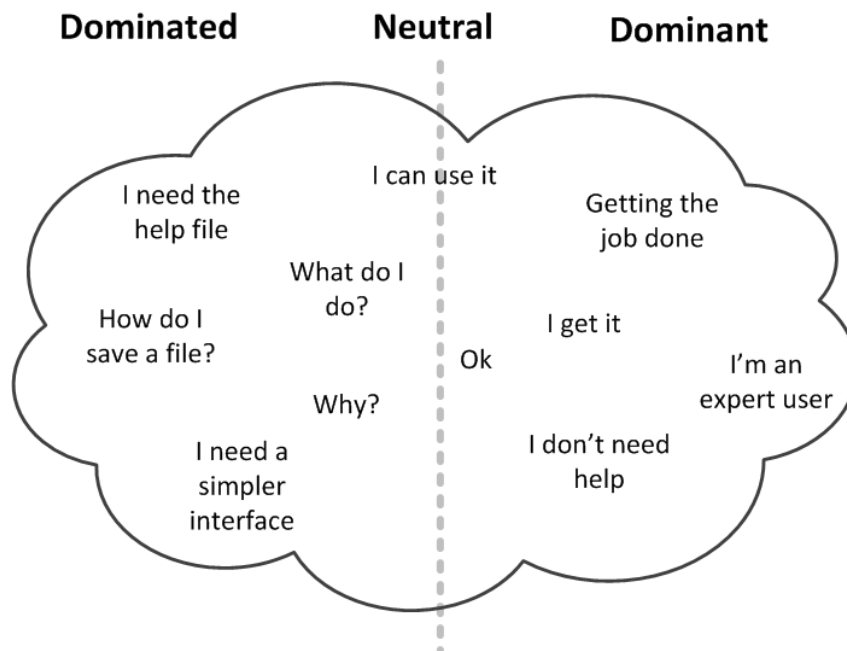 Dominated Neutral Dominant
I can use it
I need the
help file
Getting the
job done
What do I
do?
How do I
save a file?
I get it
Ok
I'm an
expert user
Why?
I need a
simpler
interface
I don't need
help